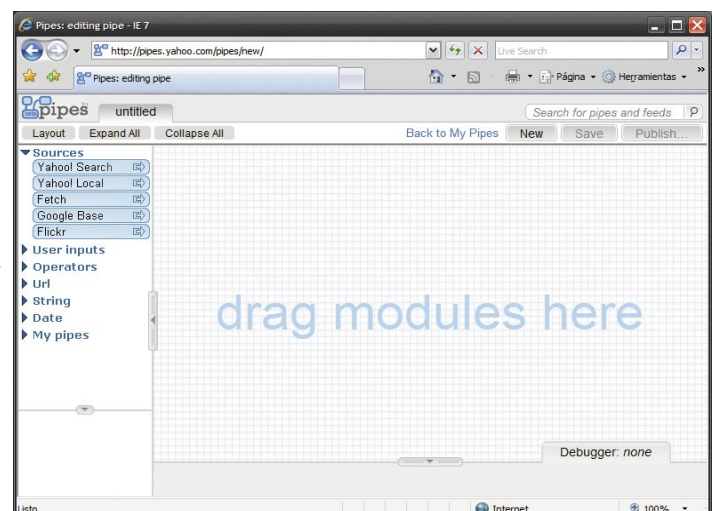 Pipes: editing pipe - IE 7
http://pipes.yahoo.com/pipes/new/
Live Search
Pipes: editing pipe
Página
Herramientas
»
pipes
untitled
Search for pipes and feeds
Layout Expand All Collapse All Back to My Pipes New Save Publish...
Sources
Yahoo! Search
Yahoo! Local
Fetch
Google Base
Flickr
User inputs
Operators
Url
String
Date
My pipes
drag modules here
Debugger: none
Listo Internet 100%